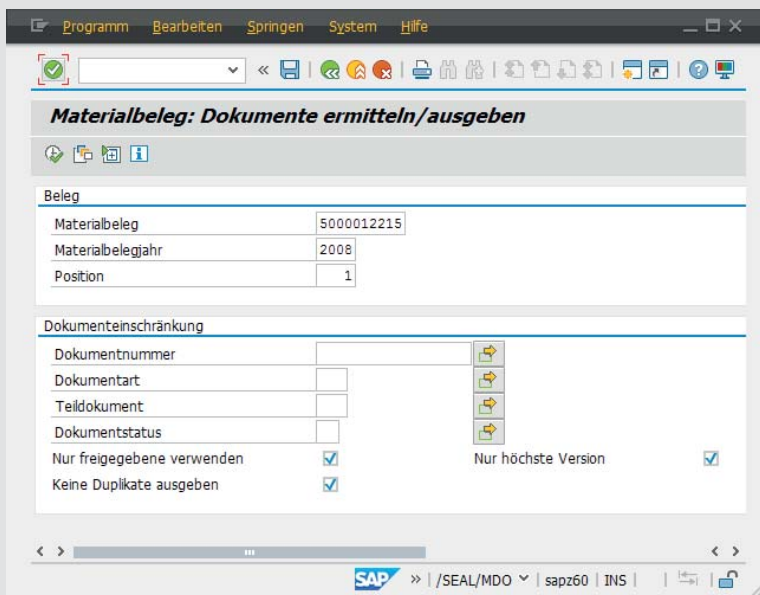 Programm Bearbeiten Springen System Hilfe
Materialbeleg: Dokumente ermitteln/ausgeben
Beleg
Materialbeleg 5000012215
Materialbelegjahr 2008
Position 1
Dokumenteinschränkung
Dokumentnummer
Dokumentart
Teildokument
Dokumentstatus
Nur freigegebene verwenden Nur höchste Version
Keine Duplikate ausgeben
SAP » | /SEAL/MDO | sapz60 | INS |